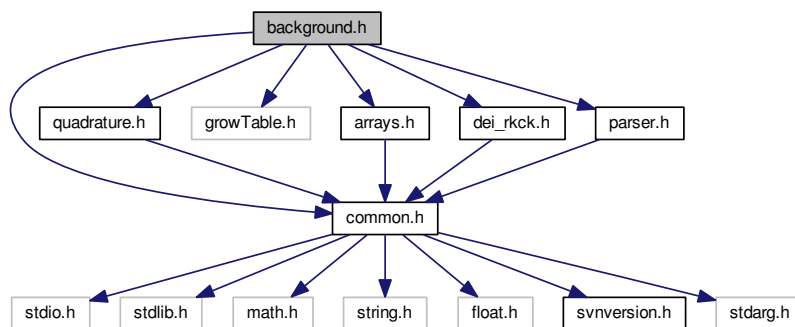 background.h
quadrature.h
growTable.h
arrays.h
dei_rkck.h
parser.h
common.h
stdio.h
stdlib.h
math.h
string.h
float.h
svnversion.h
stdarg.h